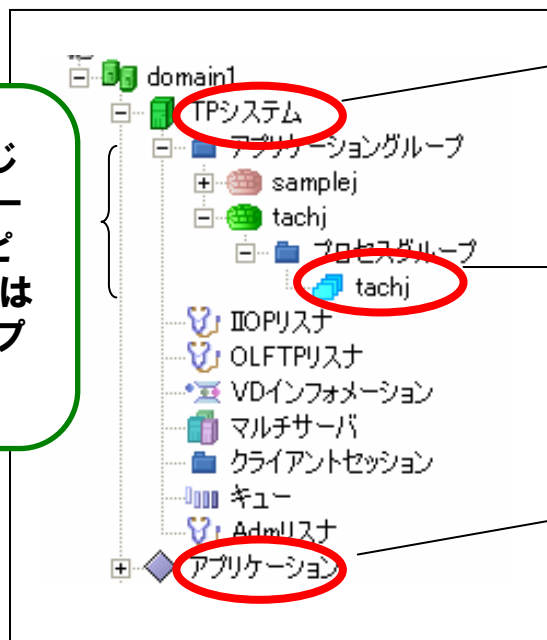 domain1
TPシステム
アプリケーショングループ
samplej
tachj
プロセスグループ
tachj
IIOPリスナ
OLFTPリスナ
VDインフォメーション
マルチサーバ
クライアントセッション
キュー
Admリスナ
アプリケーション
じ
ー
ピ
は
プ